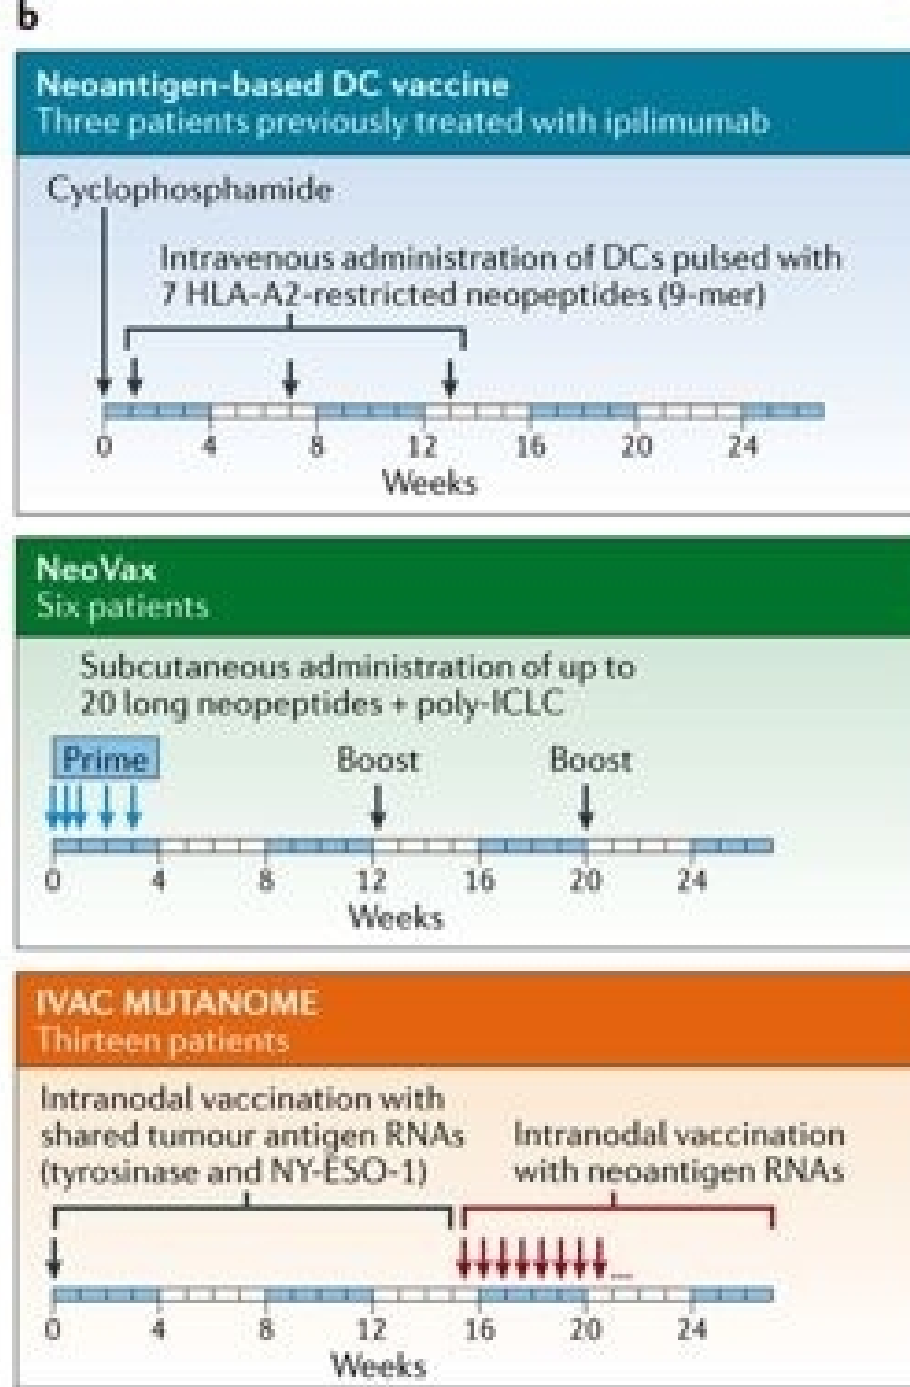 b
Neoantigen-based DC vaccine
Three patients previously treated with ipilimumab
Cyclophosphamide
Intravenous administration of DCs pulsed with
7 HLA-A2-restricted neopeptides (9-mer)
0 4 8 12 16 20 24
Weeks
NeoVax
Six patients
Subcutaneous administration of up to
20 long neopeptides + poly-ICLC
Prime Boost Boost
0 4 8 12 16 20 24
Weeks
IVAC MUTANOME
Thirteen patients
Intranodal vaccination with
shared tumour antigen RNAs
(tyrosinase and NY-ESO-1)
Intranodal vaccination
with neoantigen RNAs
...
0 4 8 12 16 20 24
Weeks